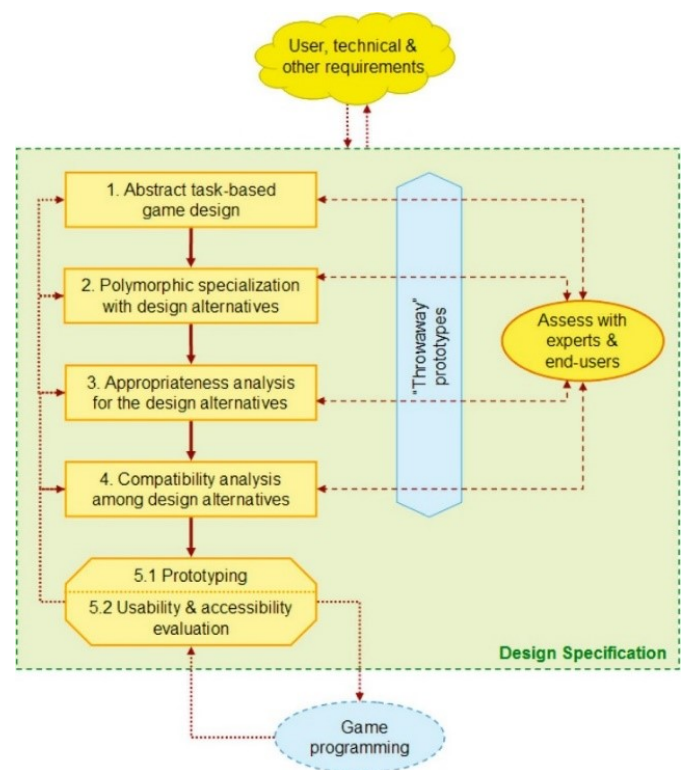 User, technical &
other requirements
1. Abstract task-based
game design
2. Polymorphic specialization
with design alternatives
3. Appropriateness analysis
for the design alternatives
4. Compatibility analysis
among design alternatives
5.1 Prototyping
5.2 Usability & accessibility
evaluation
"Throwaway"
prototypes
Assess with
experts &
end-users
Design Specification
Game
programming